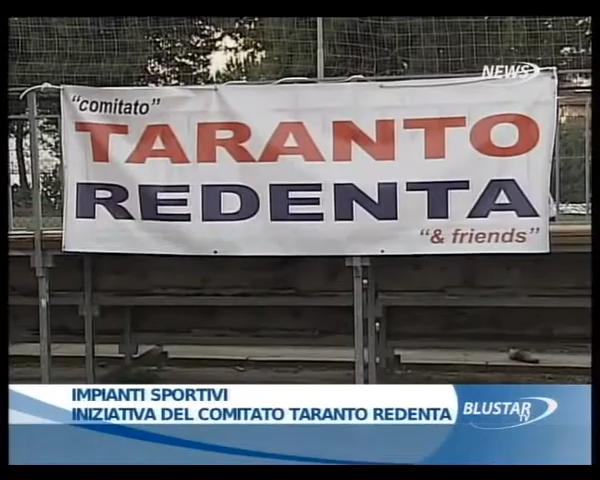 NEWS
"comitato"
TARANTO
REDENTA
"& friends"
IMPIANTI SPORTIVI
INIZIATIVA DEL COMITATO TARANTO REDENTA
BLUSTAR
TV